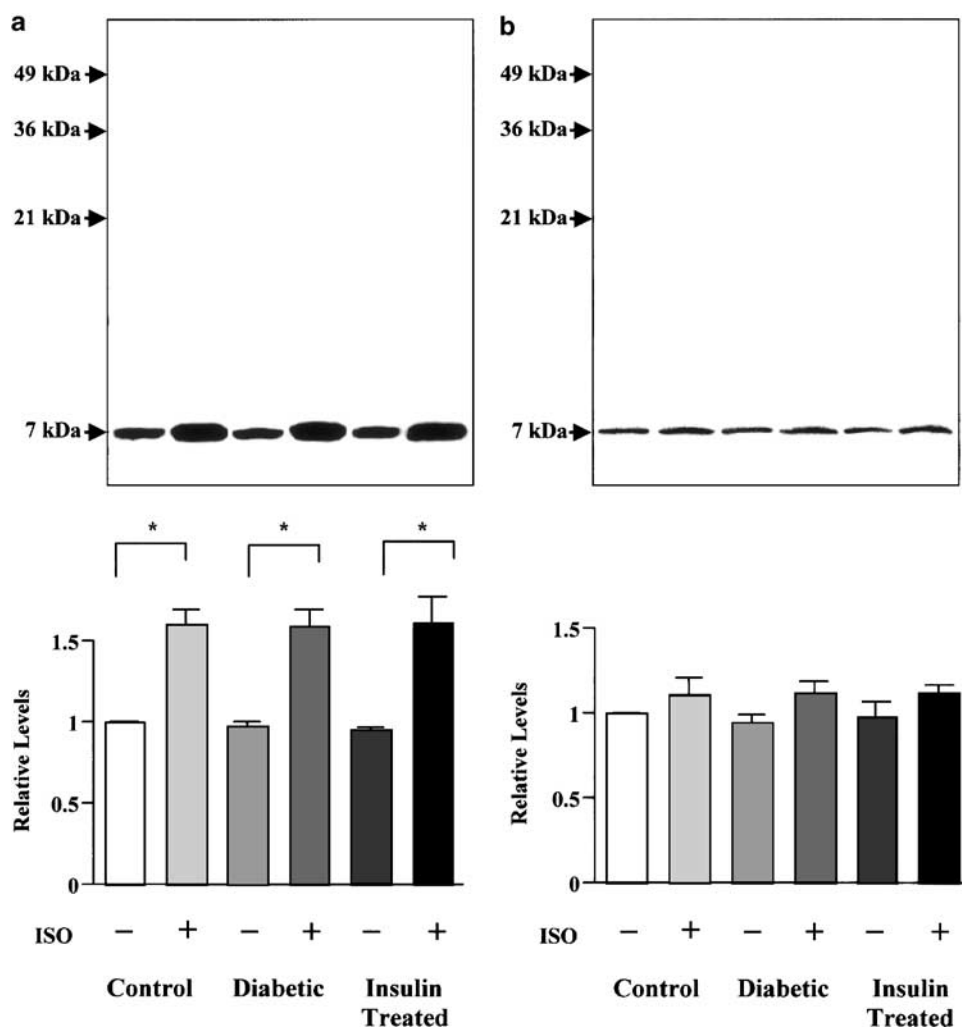 a
49 kDa
36 kDa
21 kDa
7 kDa
* * *
Relative Levels
1.5
1
0.5
0
ISO − + − + − +
Control Diabetic Insulin
Treated
b
49 kDa
36 kDa
21 kDa
7 kDa
Relative Levels
1.5
1
0.5
0
− + − + − +
Control Diabetic Insulin
Treated